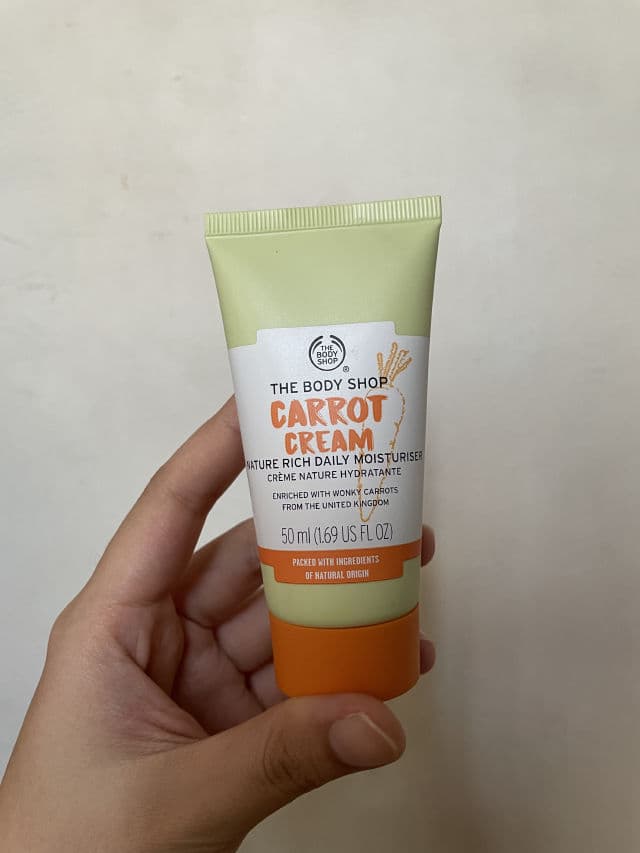 THE
BODY
SHOP
®
THE BODY SHOP
CARROT
CREAM
NATURE RICH DAILY MOISTURISER
CRÈME NATURE HYDRATANTE
ENRICHED WITH WONKY CARROTS
FROM THE UNITED KINGDOM
50 ml (1.69 US FL OZ)
PACKED WITH INGREDIENTS
OF NATURAL ORIGIN